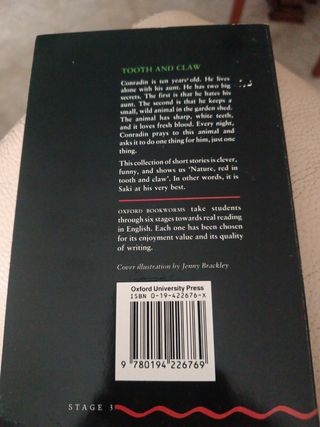 TOOTH AND CLAW
Conradin is ten years old. He lives
alone with his aunt. He has two big
secrets. The first is that he hates his
aunt. The second is that he keeps a
small, wild animal in the garden shed.
The animal has sharp, white teeth,
and it loves fresh blood. Every night,
Conradin prays to this animal and
asks it to do one thing for him, just one
thing.
This collection of short stories is clever,
funny, and shows us 'Nature, red in
tooth and claw'. In other words, it is
Saki at his very best.
OXFORD BOOKWORMS take students
through six stages towards real reading
in English. Each one has been chosen
for its enjoyment value and its quality
of writing.
Cover illustration by Jenny Brackley
Oxford University Press
ISBN 0-19-422676-X
9 780194 226769
STAGE 3